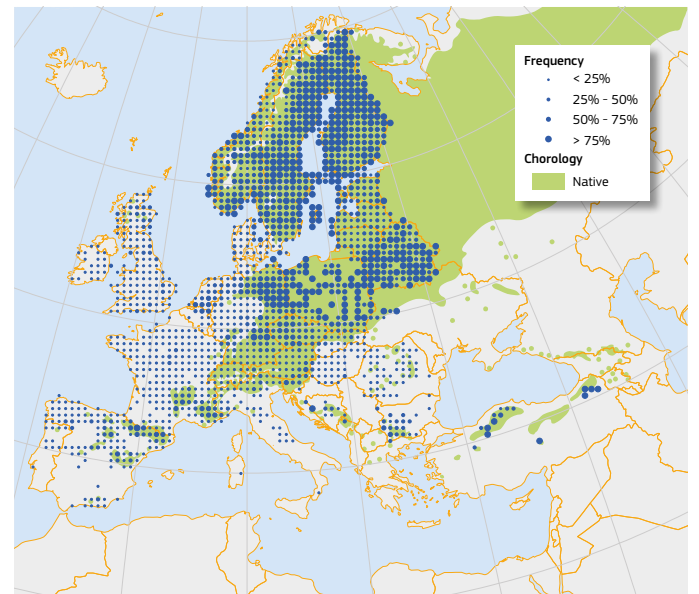 Frequency
< 25%
25% - 50%
50% - 75%
> 75%
Chorology
Native